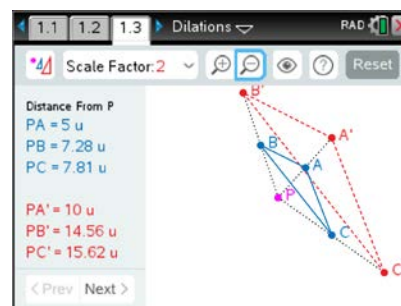 1.1 1.2 1.3 Dilations RAD
Scale Factor:2 Reset
Distance From P
PA = 5 u
PB = 7.28 u
PC = 7.81 u
PA' = 10 u
PB' = 14.56 u
PC' = 15.62 u
< Prev Next >
B'
A'
B
A
P
C
C